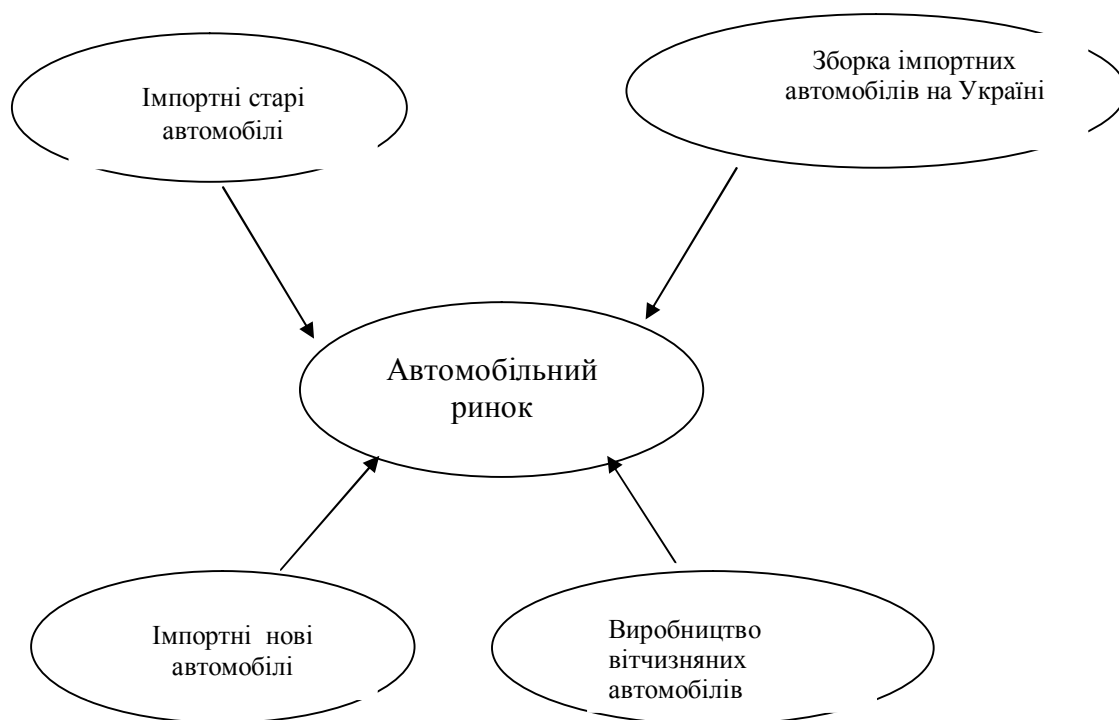 Імпортні старі
автомобілі
Зборка імпортних
автомобілів на Україні
Автомобільний
ринок
Імпортні нові
автомобілі
Виробництво
вітчизняних
автомобілів